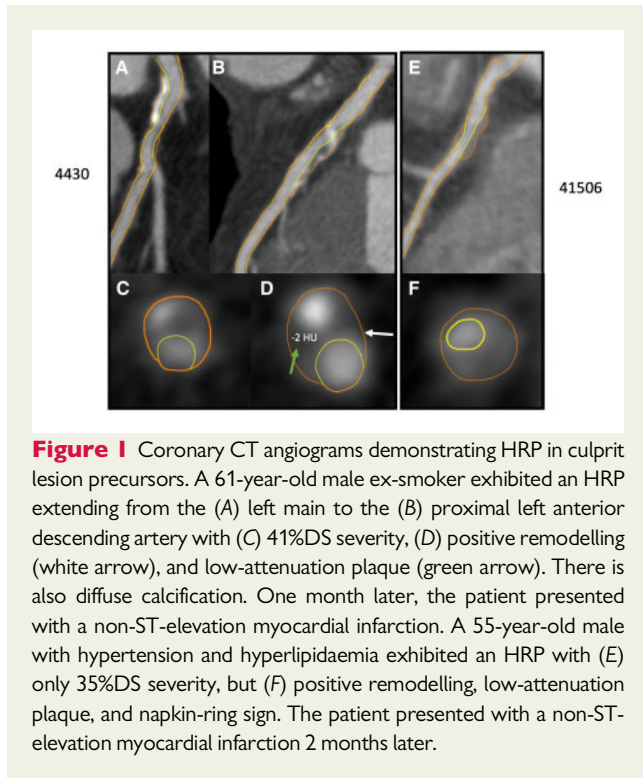 A
B
E
4430
41506
C
D
F
-2 HU
Figure 1 Coronary CT angiograms demonstrating HRP in culprit
lesion precursors. A 61-year-old male ex-smoker exhibited an HRP
extending from the (A) left main to the (B) proximal left anterior
descending artery with (C) 41%DS severity, (D) positive remodelling
(white arrow), and low-attenuation plaque (green arrow). There is
also diffuse calcification. One month later, the patient presented
with a non-ST-elevation myocardial infarction. A 55-year-old male
with hypertension and hyperlipidaemia exhibited an HRP with (E)
only 35%DS severity, but (F) positive remodelling, low-attenuation
plaque, and napkin-ring sign. The patient presented with a non-ST-
elevation myocardial infarction 2 months later.